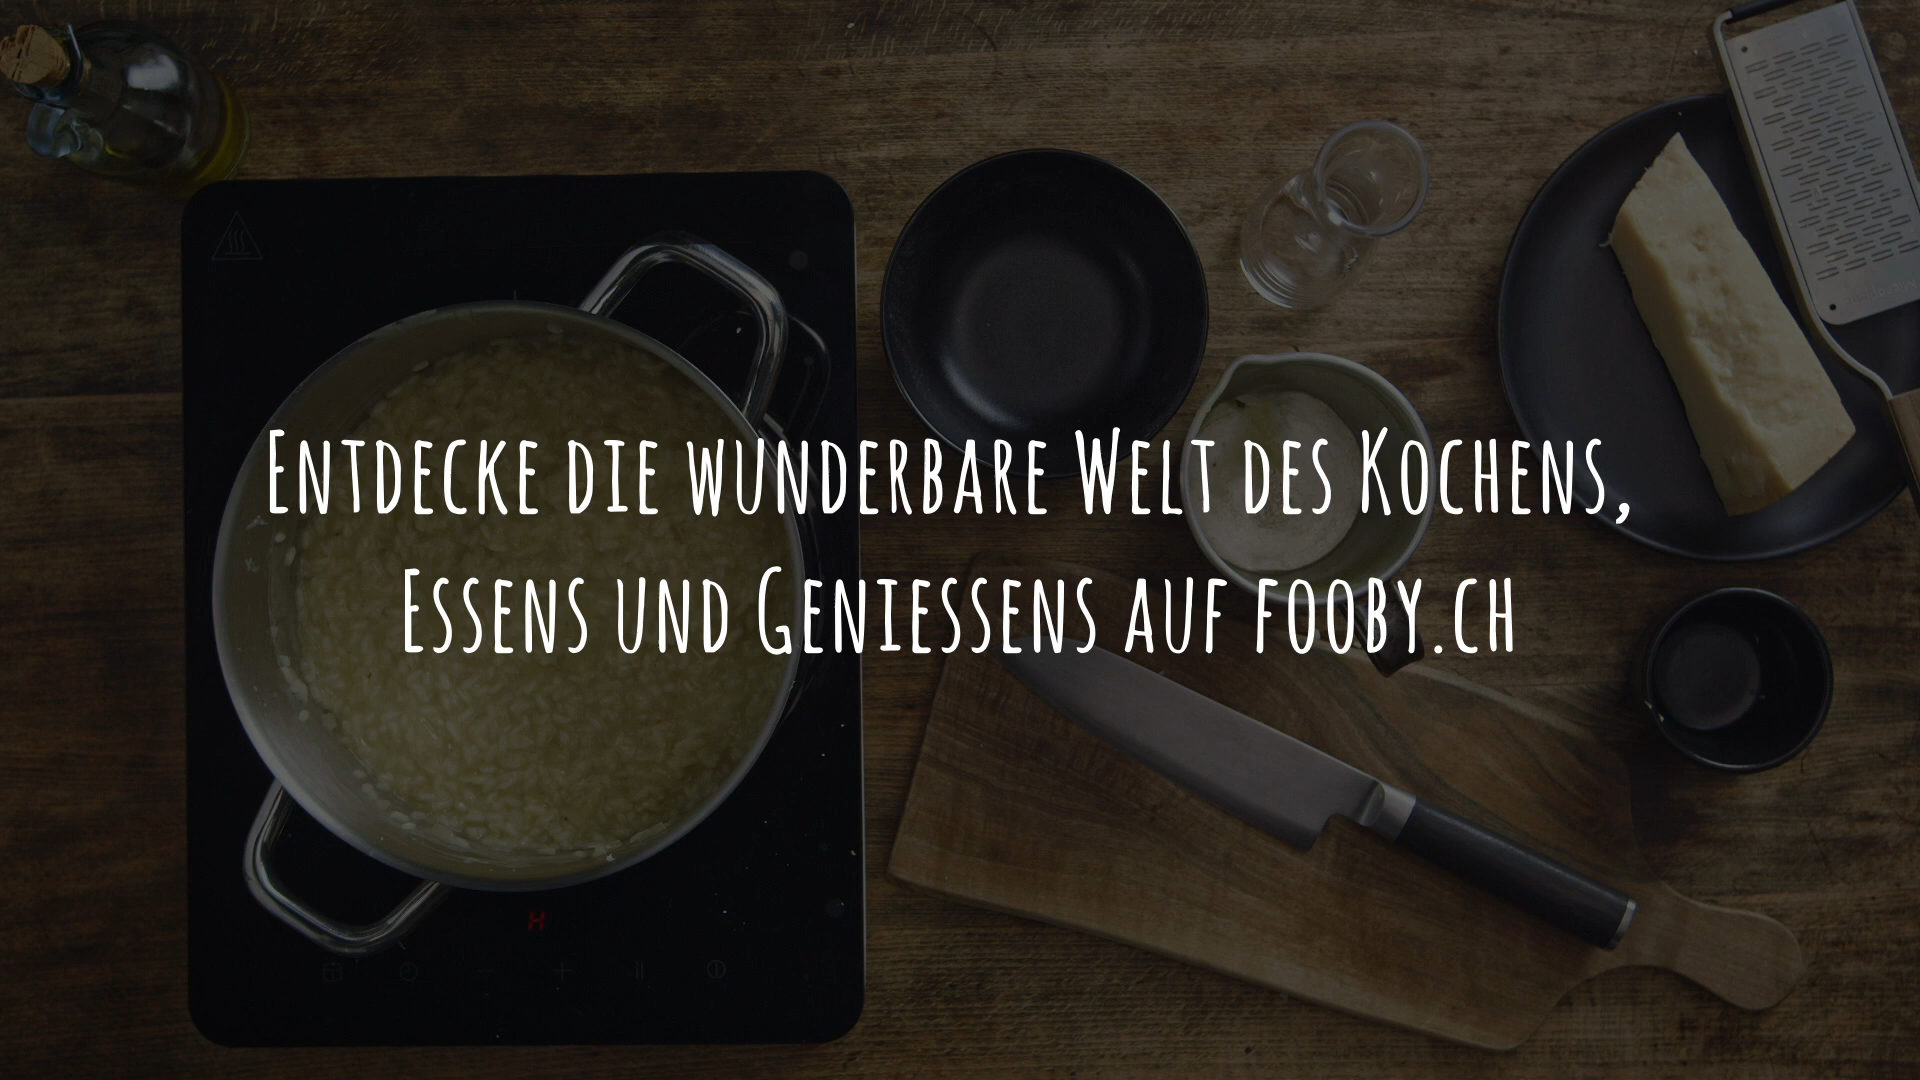 Entdecke die wunderbare Welt des Kochens,
Essens und Geniessens auf fooby.ch
H